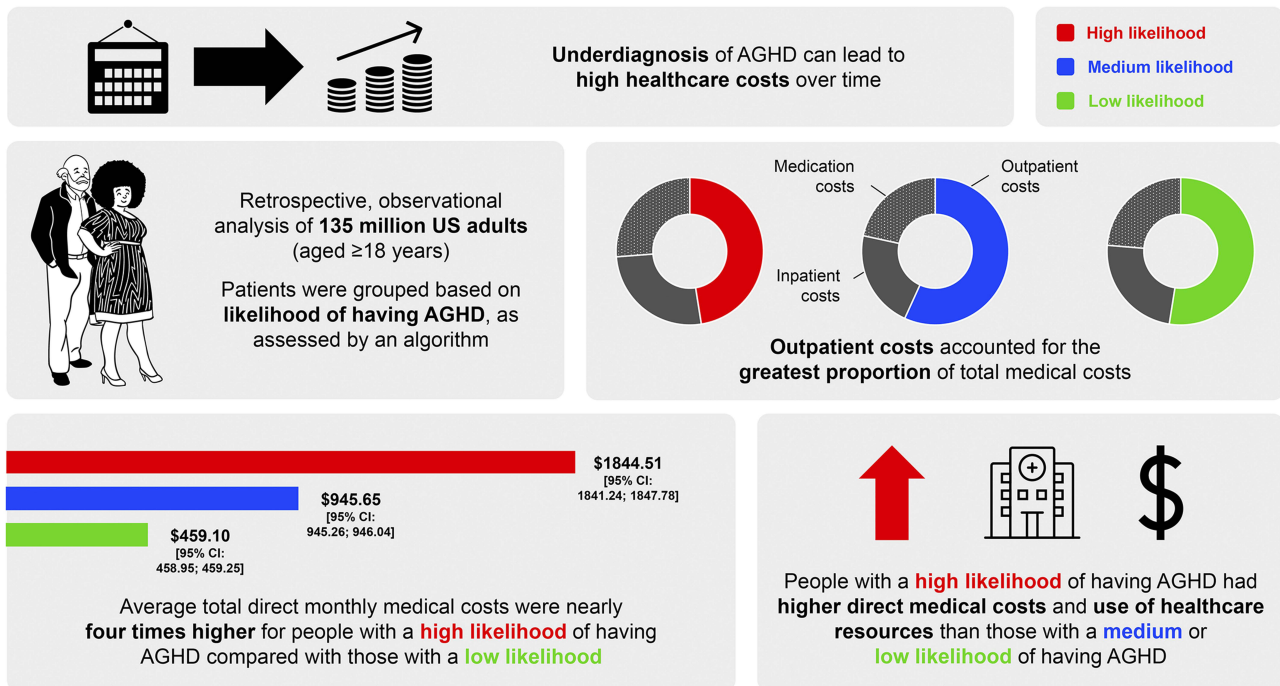 Underdiagnosis of AGHD can lead to
high healthcare costs over time
High likelihood
Medium likelihood
Low likelihood
Retrospective, observational
analysis of 135 million US adults
(aged ≥18 years)
Patients were grouped based on
likelihood of having AGHD, as
assessed by an algorithm
Medication
costs
Outpatient
costs
Inpatient
costs
Outpatient costs accounted for the
greatest proportion of total medical costs
$1844.51
[95% CI:
1841.24; 1847.78]
$945.65
[95% CI:
945.26; 946.04]
$459.10
[95% CI:
458.95; 459.25]
Average total direct monthly medical costs were nearly
four times higher for people with a high likelihood of having
AGHD compared with those with a low likelihood
$
People with a high likelihood of having AGHD had
higher direct medical costs and use of healthcare
resources than those with a medium or
low likelihood of having AGHD